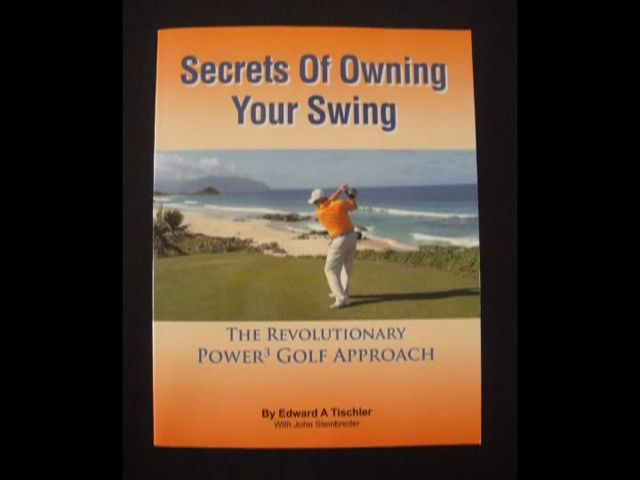 Secrets Of Owning
Your Swing
The Revolutionary
Power³ Golf Approach
By Edward A Tischler
With John Steinbreder